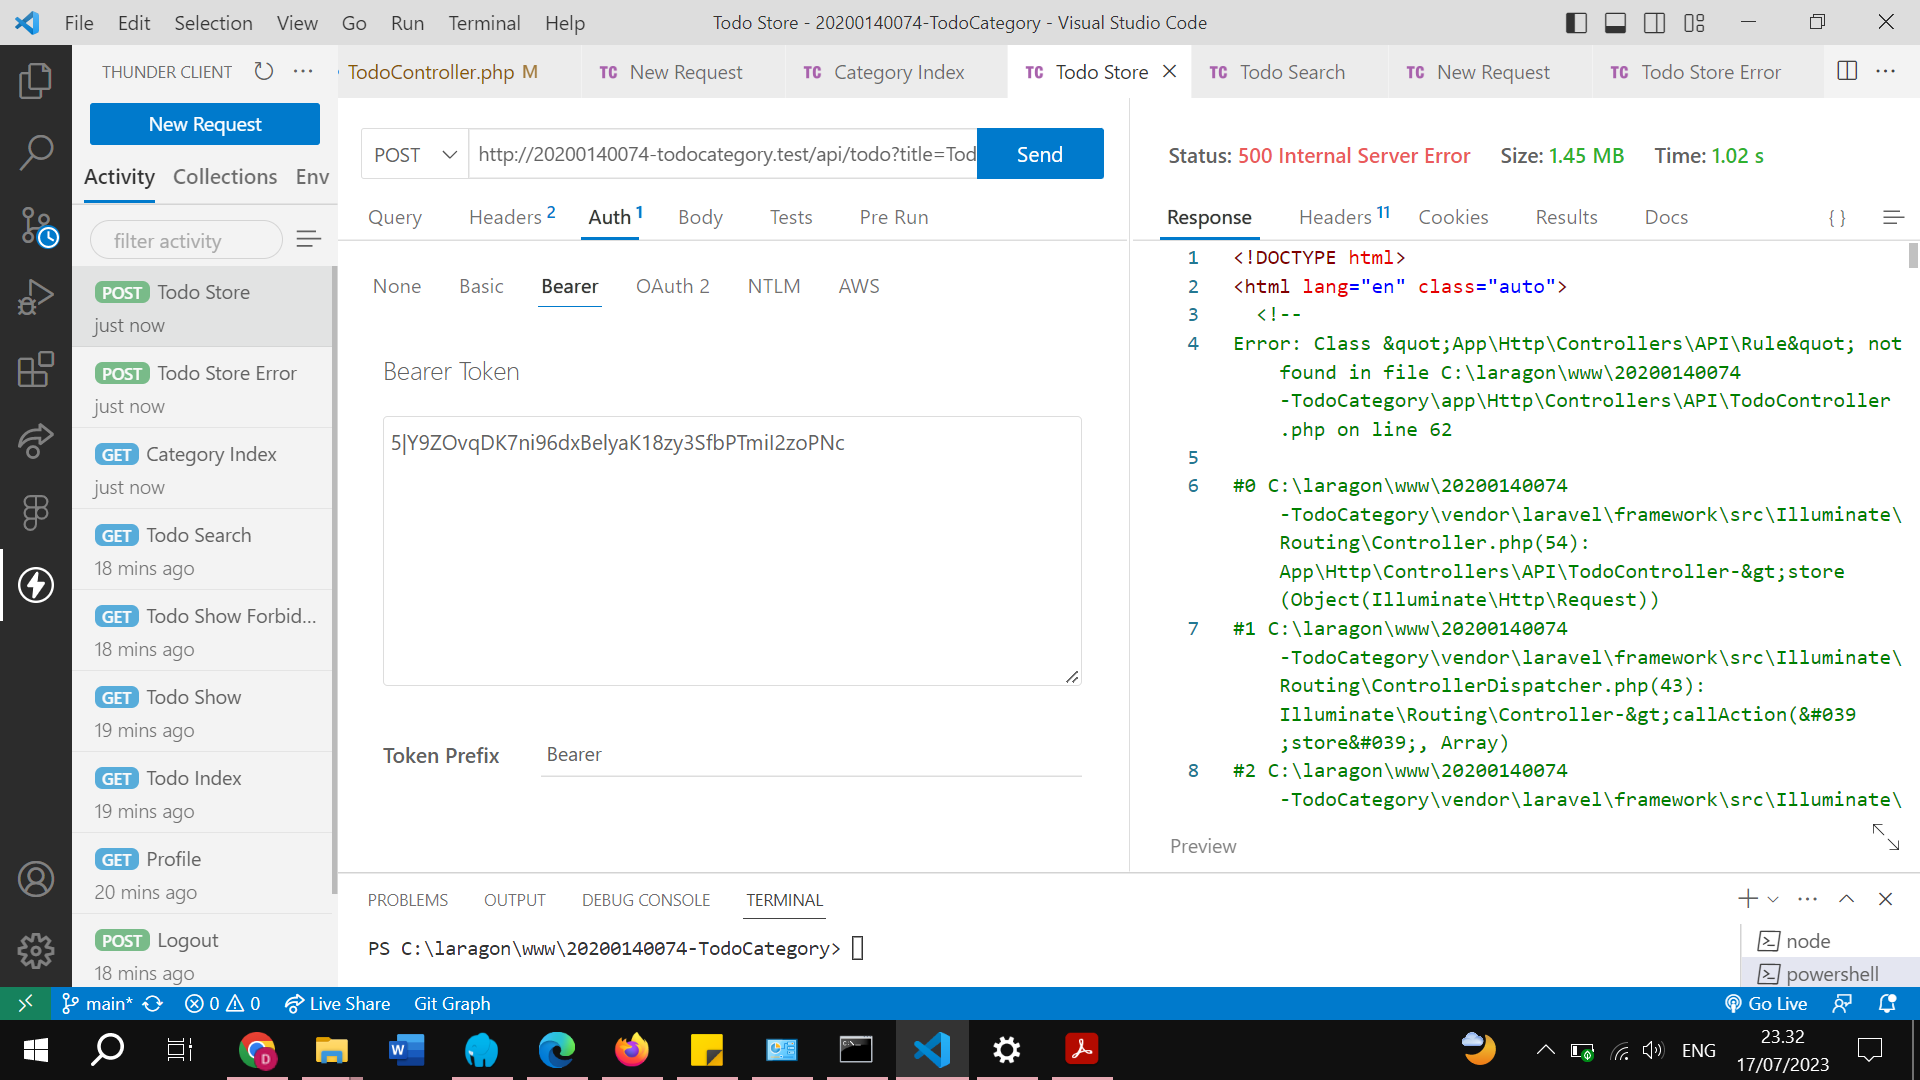 File Edit Selection View Go Run Terminal Help
Todo Store - 20200140074-TodoCategory - Visual Studio Code
THUNDER CLIENT
TodoController.php M
TC New Request
TC Category Index
TC Todo Store
TC Todo Search
TC New Request
TC Todo Store Error
New Request
Activity Collections Env
filter activity
POST Todo Store
just now
POST Todo Store Error
just now
GET Category Index
just now
GET Todo Search
18 mins ago
GET Todo Show Forbid...
18 mins ago
GET Todo Show
19 mins ago
GET Todo Index
19 mins ago
GET Profile
20 mins ago
POST Logout
18 mins ago
POST http://20200140074-todocategory.test/api/todo?title=Tod Send
Query Headers 2 Auth 1 Body Tests Pre Run
None Basic Bearer OAuth 2 NTLM AWS
Bearer Token
5|Y9ZOvqDK7ni96dxBelyaK18zy3SfbPTmiI2zoPNc
Token Prefix Bearer
Status: 500 Internal Server Error Size: 1.45 MB Time: 1.02 s
Response Headers 11 Cookies Results Docs { }
1 <!DOCTYPE html>
2 <html lang="en" class="auto">
3 <!--
4 Error: Class &quot;App\Http\Controllers\API\Rule&quot; not
found in file C:\laragon\www\20200140074
-TodoCategory\app\Http\Controllers\API\TodoController
.php on line 62
5
6 #0 C:\laragon\www\20200140074
-TodoCategory\vendor\laravel\framework\src\Illuminate\
Routing\Controller.php(54):
App\Http\Controllers\API\TodoController-&gt;store
(Object(Illuminate\Http\Request))
7 #1 C:\laragon\www\20200140074
-TodoCategory\vendor\laravel\framework\src\Illuminate\
Routing\ControllerDispatcher.php(43):
Illuminate\Routing\Controller-&gt;callAction(&#039
;store&#039;, Array)
8 #2 C:\laragon\www\20200140074
-TodoCategory\vendor\laravel\framework\src\Illuminate\
Preview
PROBLEMS OUTPUT DEBUG CONSOLE TERMINAL
PS C:\laragon\www\20200140074-TodoCategory>
node
powershell
main* 0 0 Live Share Git Graph
Go Live
D
W
ENG
23.32
17/07/2023